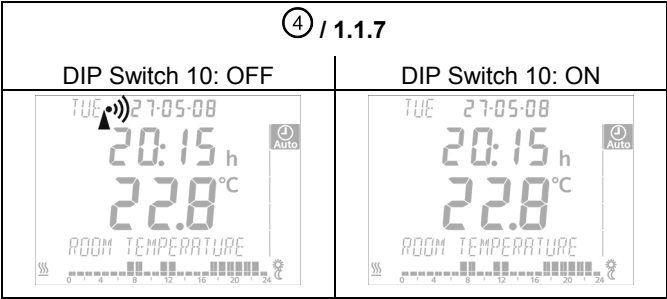 4 / 1.1.7
DIP Switch 10: OFF
DIP Switch 10: ON
TUE 27-05-08
20:15 h
Auto
22.8 °C
ROOM TEMPERATURE
0 4 8 12 16 20 24
TUE 27-05-08
20:15 h
Auto
22.8 °C
ROOM TEMPERATURE
0 4 8 12 16 20 24